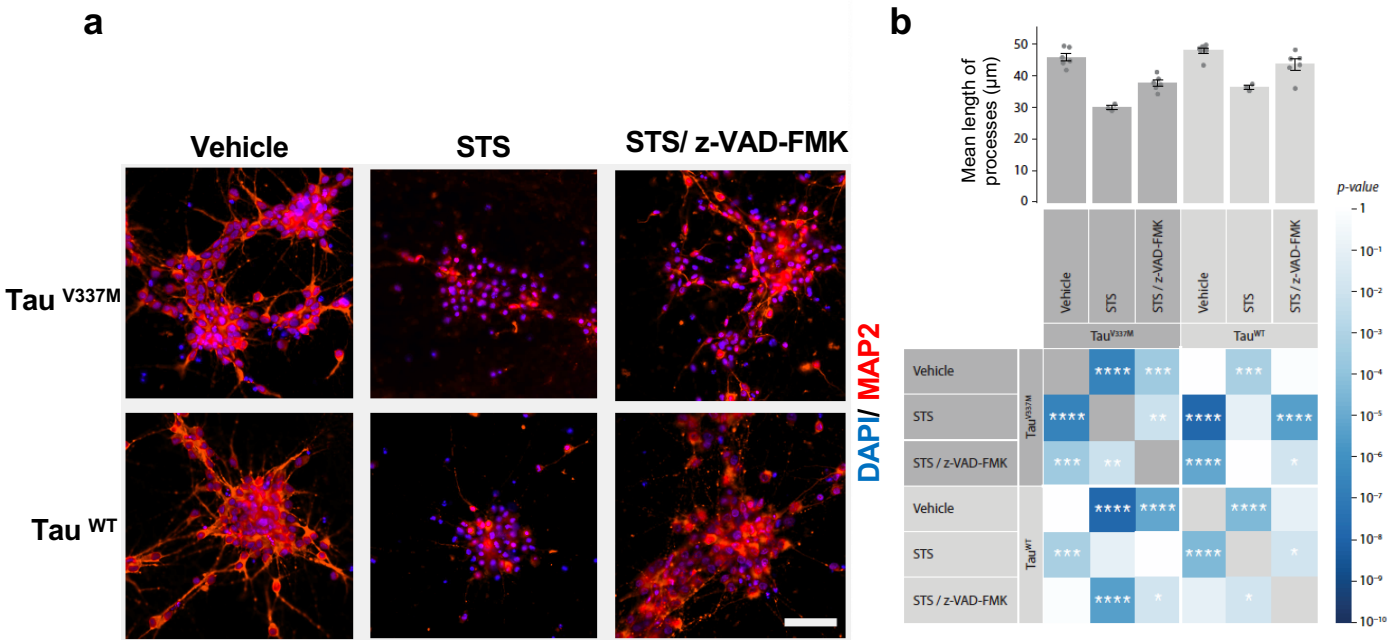 a
Vehicle
STS
STS/ z-VAD-FMK
Tau V337M
Tau WT
DAPI/ MAP2
b
Mean length of
processes (µm)
50
40
30
20
10
0
Vehicle
STS
STS / z-VAD-FMK
Vehicle
STS
STS / z-VAD-FMK
TauV337M
TauWT
Vehicle
STS
STS / z-VAD-FMK
TauV337M
Vehicle
STS
STS / z-VAD-FMK
TauWT
**** *** ***
**** ** **** ****
*** ** **** *
**** **** ****
*** **** *
**** * *
p-value
1
10⁻¹
10⁻²
10⁻³
10⁻⁴
10⁻⁵
10⁻⁶
10⁻⁷
10⁻⁸
10⁻⁹
10⁻¹⁰